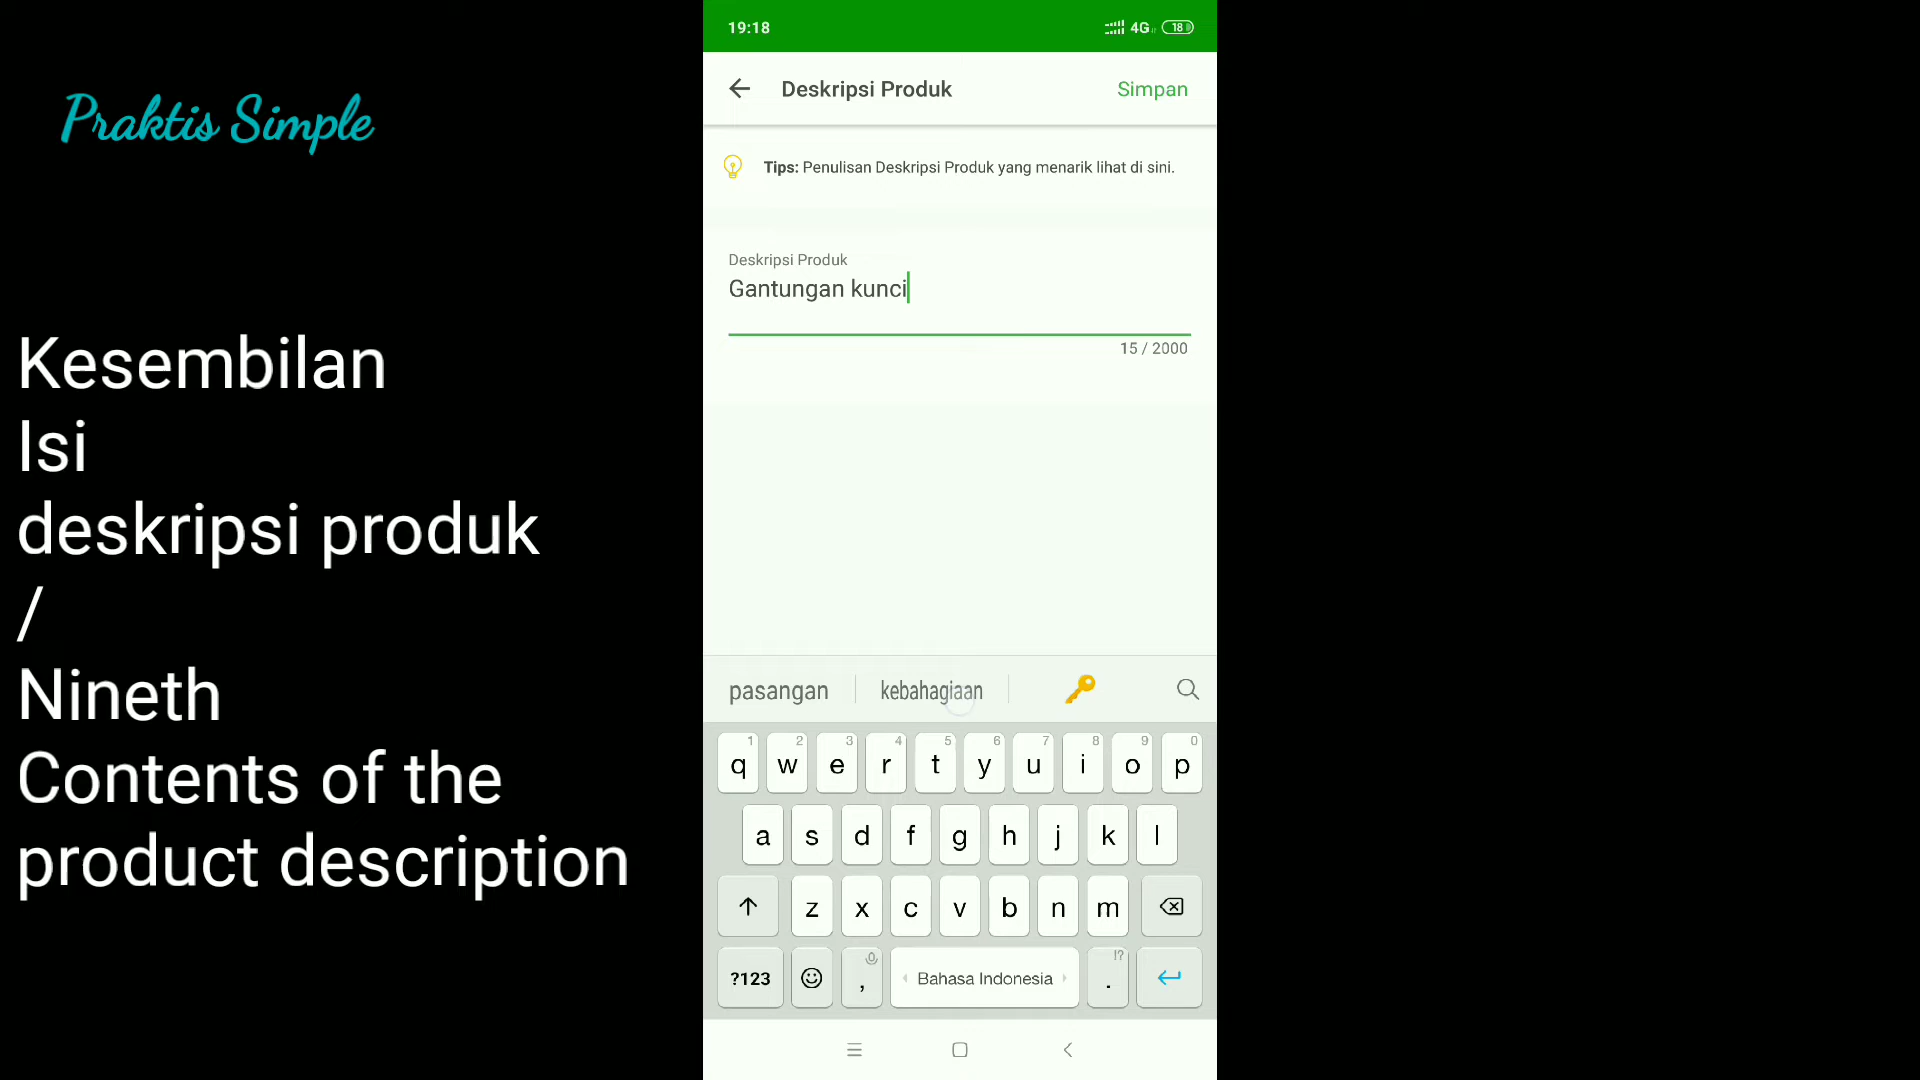 Praktis Simple
Kesembilan
Isi
deskripsi produk
/
Nineth
Contents of the
product description
19:18
4G
18
Deskripsi Produk
Simpan
Tips: Penulisan Deskripsi Produk yang menarik lihat di sini.
Deskripsi Produk
Gantungan kunci
15 / 2000
pasangan kebahagiaan
1 2 3 4 5 6 7 8 9 0
q w e r t y u i o p
a s d f g h j k l
z x c v b n m
!?
?123 , Bahasa Indonesia .